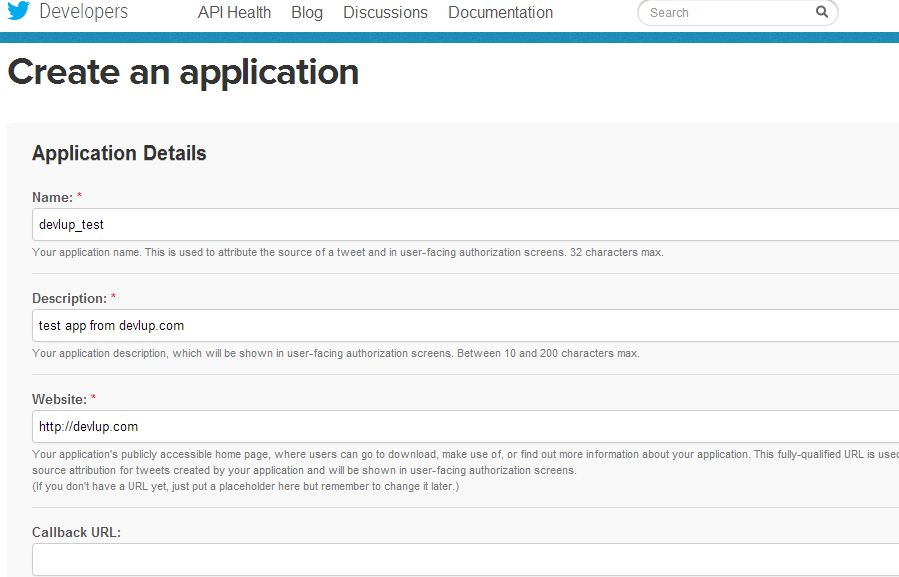 Developers API Health Blog Discussions Documentation Search
Create an application
Application Details
Name: *
devlup_test
Your application name. This is used to attribute the source of a tweet and in user-facing authorization screens. 32 characters max.
Description: *
test app from devlup.com
Your application description, which will be shown in user-facing authorization screens. Between 10 and 200 characters max.
Website: *
http://devlup.com
Your application's publicly accessible home page, where users can go to download, make use of, or find out more information about your application. This fully-qualified URL is used
source attribution for tweets created by your application and will be shown in user-facing authorization screens.
(If you don't have a URL yet, just put a placeholder here but remember to change it later.)
Callback URL: